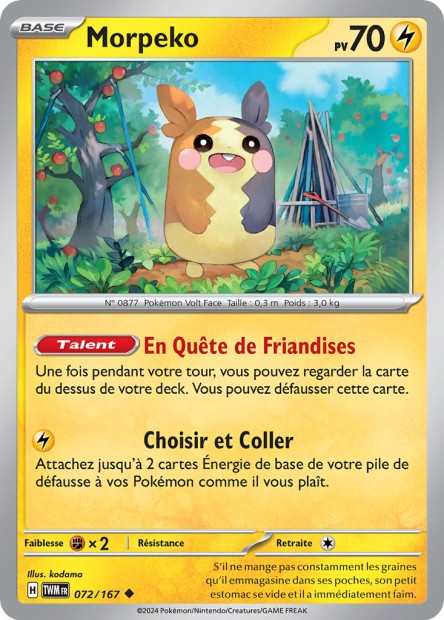 BASE
Morpeko
PV 70
N° 0877 Pokémon Volt Face Taille : 0,3 m Poids : 3,0 kg
Talent En Quête de Friandises
Une fois pendant votre tour, vous pouvez regarder la carte
du dessus de votre deck. Vous pouvez défausser cette carte.
Choisir et Coller
Attachez jusqu'à 2 cartes Énergie de base de votre pile de
défausse à vos Pokémon comme il vous plaît.
Faiblesse ×2 Résistance Retraite
Illus. kodama
H TWM FR 072/167
S'il ne mange pas constamment les graines
qu'il emmagasine dans ses poches, son petit
estomac se vide et il a immédiatement faim.
©2024 Pokémon/Nintendo/Creatures/GAME FREAK